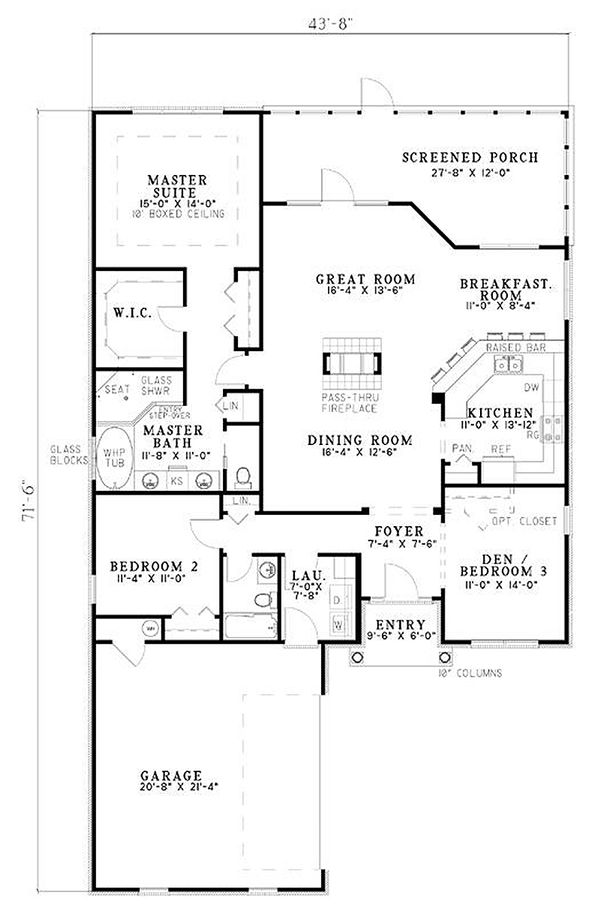 43'-8"
SCREENED PORCH
27'-8" X 12'-0"
MASTER
SUITE
15'-0" X 14'-0"
10' BOXED CEILING
GREAT ROOM
16'-4" X 13'-6"
BREAKFAST.
ROOM
11'-0" X 8'-4"
W.I.C.
RAISED BAR
PASS-THRU
FIREPLACE
DW
SEAT
GLASS
SHWR
ENTRY
STEP-OVER
LIN.
KITCHEN
11'-0" X 13'-12"
RG
MASTER
BATH
11'-8" X 11'-0"
DINING ROOM
16'-4" X 12'-6"
GLASS
BLOCKS
WHP
TUB
KS
PAN.
REF
71'-6"
LIN.
OPT. CLOSET
FOYER
7'-4" X 7'-6"
BEDROOM 2
11'-4" X 11'-0"
DEN /
BEDROOM 3
11'-0" X 14'-0"
LAU.
7'-0"X
7'-8"
D
W
WH
ENTRY
9'-6" X 6'-0"
10" COLUMNS
GARAGE
20'-8" X 21'-4"